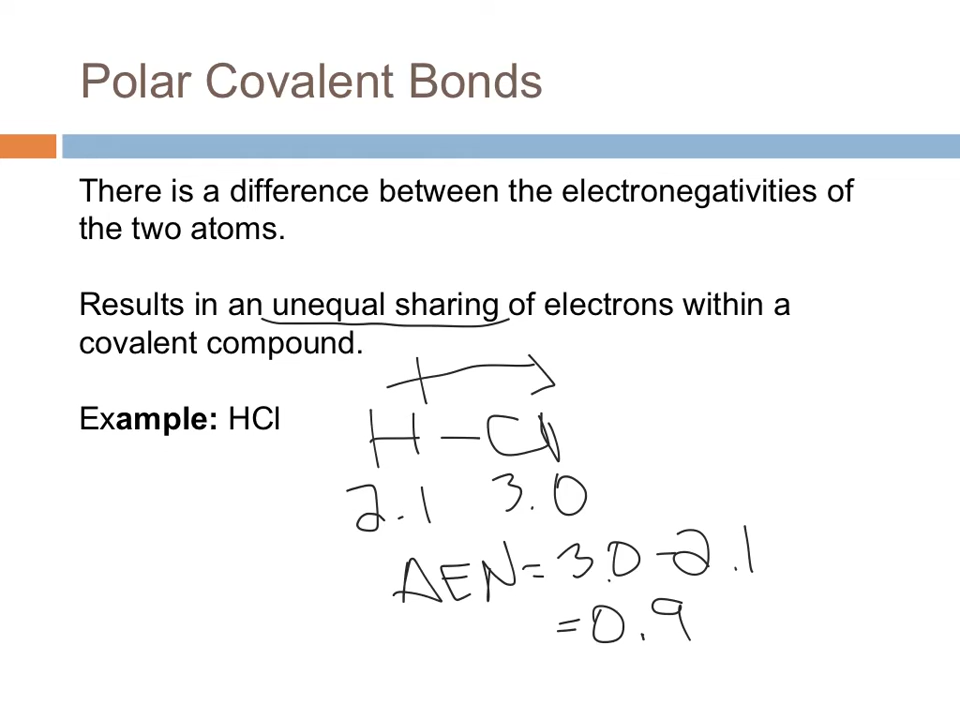 Polar Covalent Bonds
There is a difference between the electronegativities of
the two atoms.
Results in an unequal sharing of electrons within a
covalent compound.
Example: HCl
H – Cl
2.1 3.0
ΔEN = 3.0 - 2.1
= 0.9